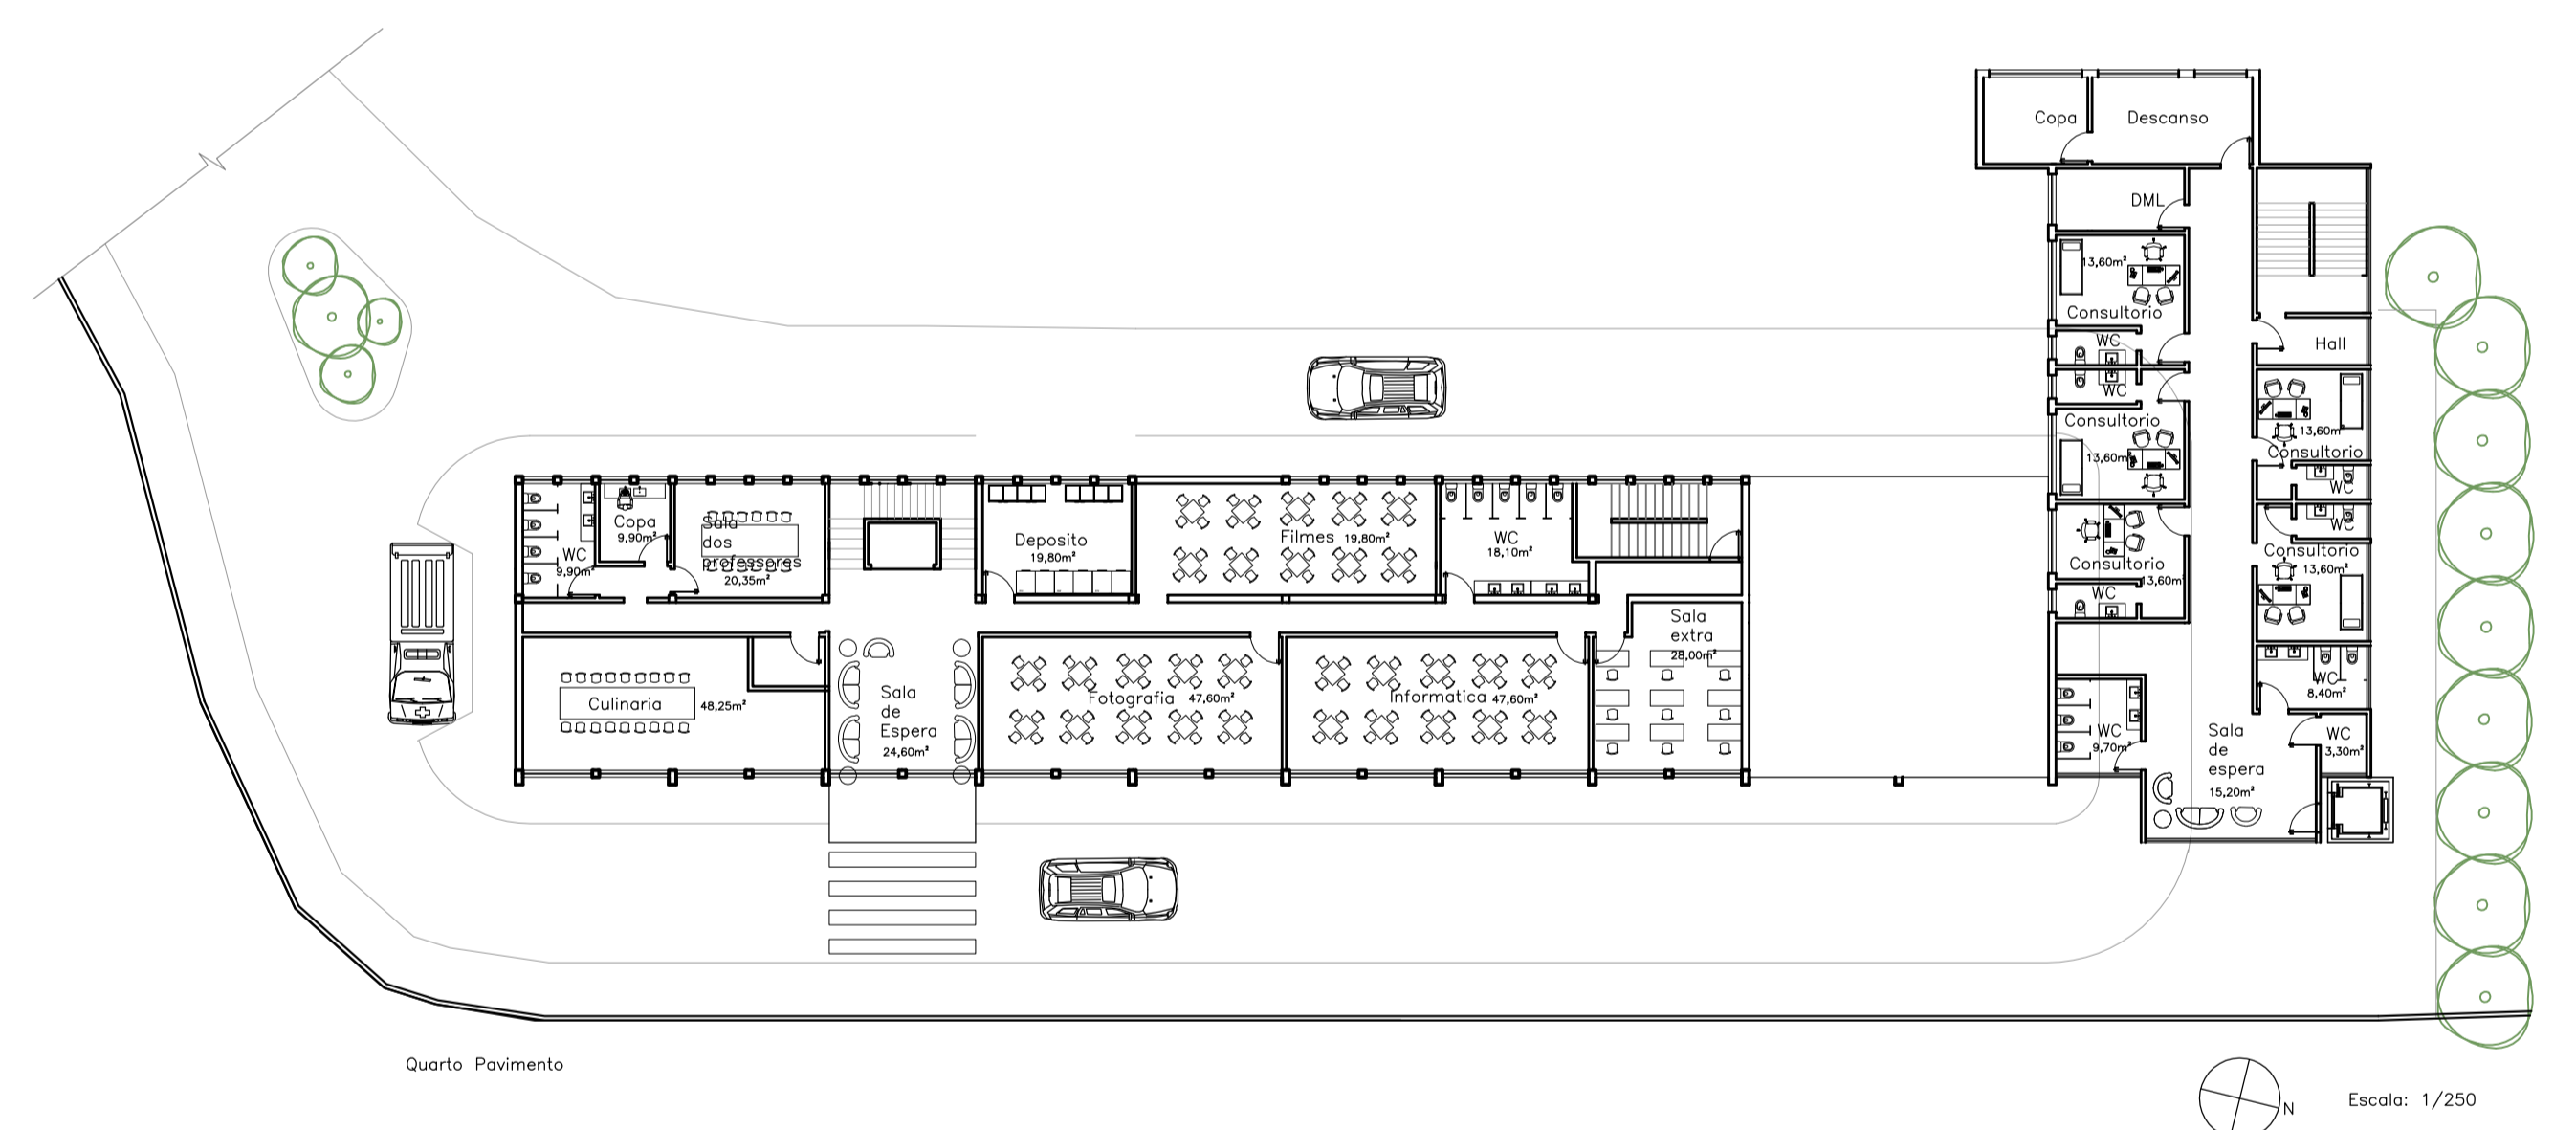 Copa
Descanso
DML
13,60m²
Consultorio
WC
Hall
WC
Consultorio
13,60m²
13,60m²
Consultorio
WC
WC
Consultorio
13,60m²
Consultorio
13,60m²
WC
WC
8,40m²
WC
9,70m²
WC
3,30m²
Sala
de
espera
15,20m²
WC
9,90m²
Copa
9,90m²
Sala
dos
professores
20,35m²
Deposito
19,80m²
Filmes 19,80m²
WC
18,10m²
Sala
extra
28,00m²
Culinaria 48,25m²
Sala
de
Espera
24,60m²
Fotografia 47,60m²
Informatica 47,60m²
Quarto Pavimento
N
Escala: 1/250